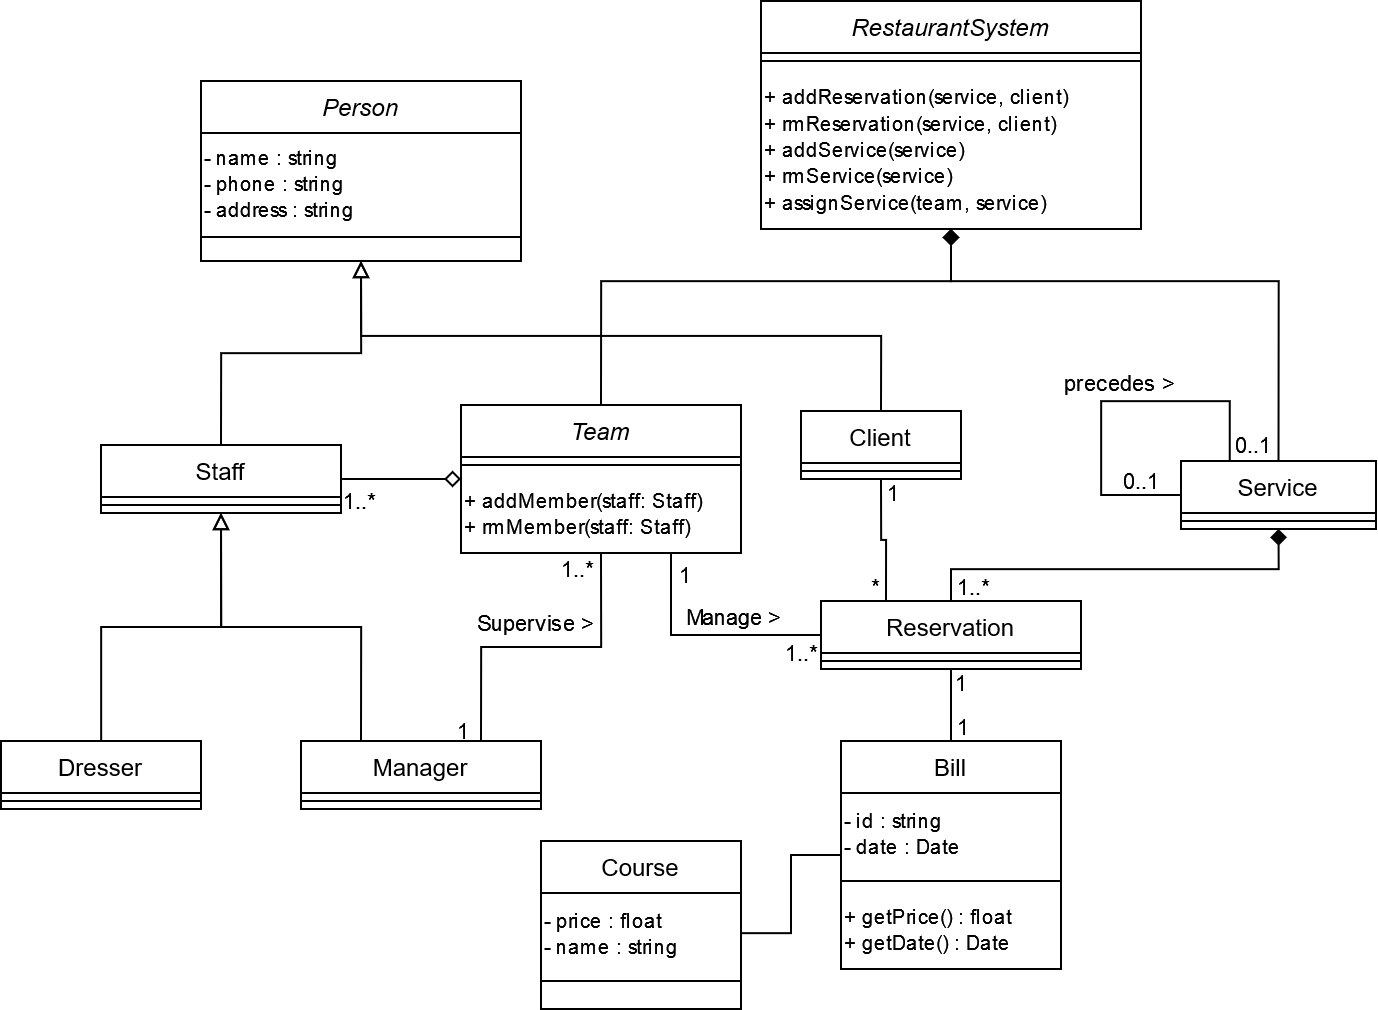 RestaurantSystem
+ addReservation(service, client)
+ rmReservation(service, client)
+ addService(service)
+ rmService(service)
+ assignService(team, service)
Person
- name : string
- phone : string
- address : string
precedes >
0..1
0..1
Service
Team
+ addMember(staff: Staff)
+ rmMember(staff: Staff)
Client
Staff
1..*
1
1..*
1
*
1..*
Supervise >
Manage >
1..*
Reservation
1
1
1
Dresser
Manager
Bill
- id : string
- date : Date
+ getPrice() : float
+ getDate() : Date
Course
- price : float
- name : string